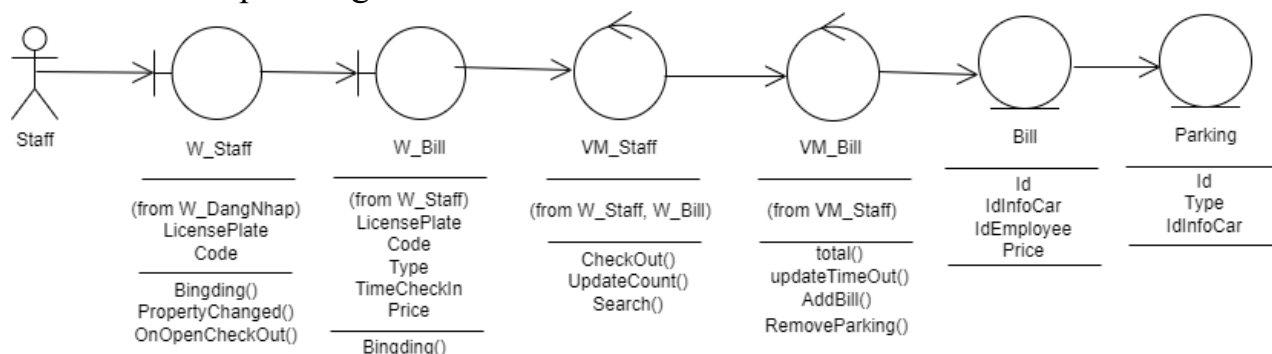 Staff
W_Staff
(from W_DangNhap)
LicensePlate
Code
Bingding()
PropertyChanged()
OnOpenCheckOut()
W_Bill
(from W_Staff)
LicensePlate
Code
Type
TimeCheckIn
Price
Bingding()
VM_Staff
(from W_Staff, W_Bill)
CheckOut()
UpdateCount()
Search()
VM_Bill
(from VM_Staff)
total()
updateTimeOut()
AddBill()
RemoveParking()
Bill
Id
IdInfoCar
IdEmployee
Price
Parking
Id
Type
IdInfoCar